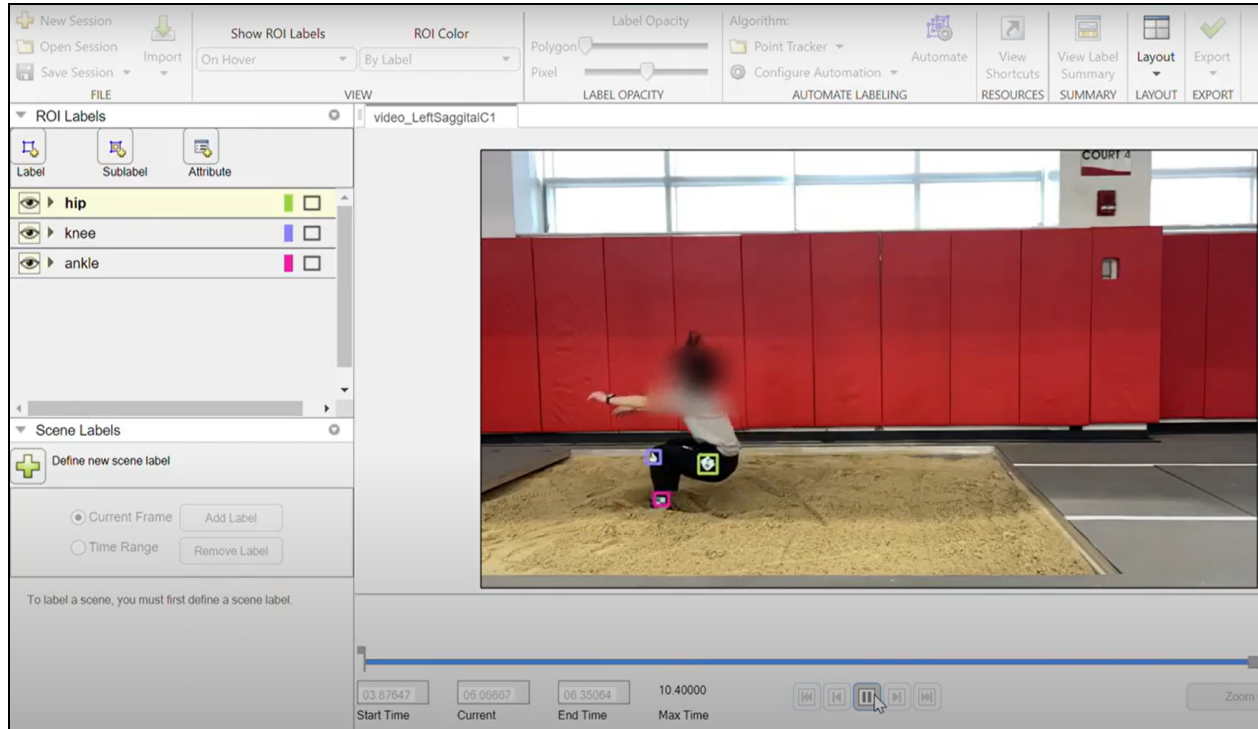 New Session
Open Session
Save Session
Import
FILE
Show ROI Labels
On Hover
ROI Color
By Label
VIEW
Label Opacity
Polygon
Pixel
LABEL OPACITY
Algorithm:
Point Tracker
Configure Automation
Automate
AUTOMATE LABELING
View
Shortcuts
RESOURCES
View Label
Summary
SUMMARY
Layout
LAYOUT
Export
EXPORT
ROI Labels
Label
Sublabel
Attribute
hip
knee
ankle
Scene Labels
Define new scene label
Current Frame
Add Label
Time Range
Remove Label
To label a scene, you must first define a scene label.
video_LeftSaggitalC1
COURT 4
03.87647
Start Time
Current
06.35064
End Time
10.40000
Max Time
Zoom